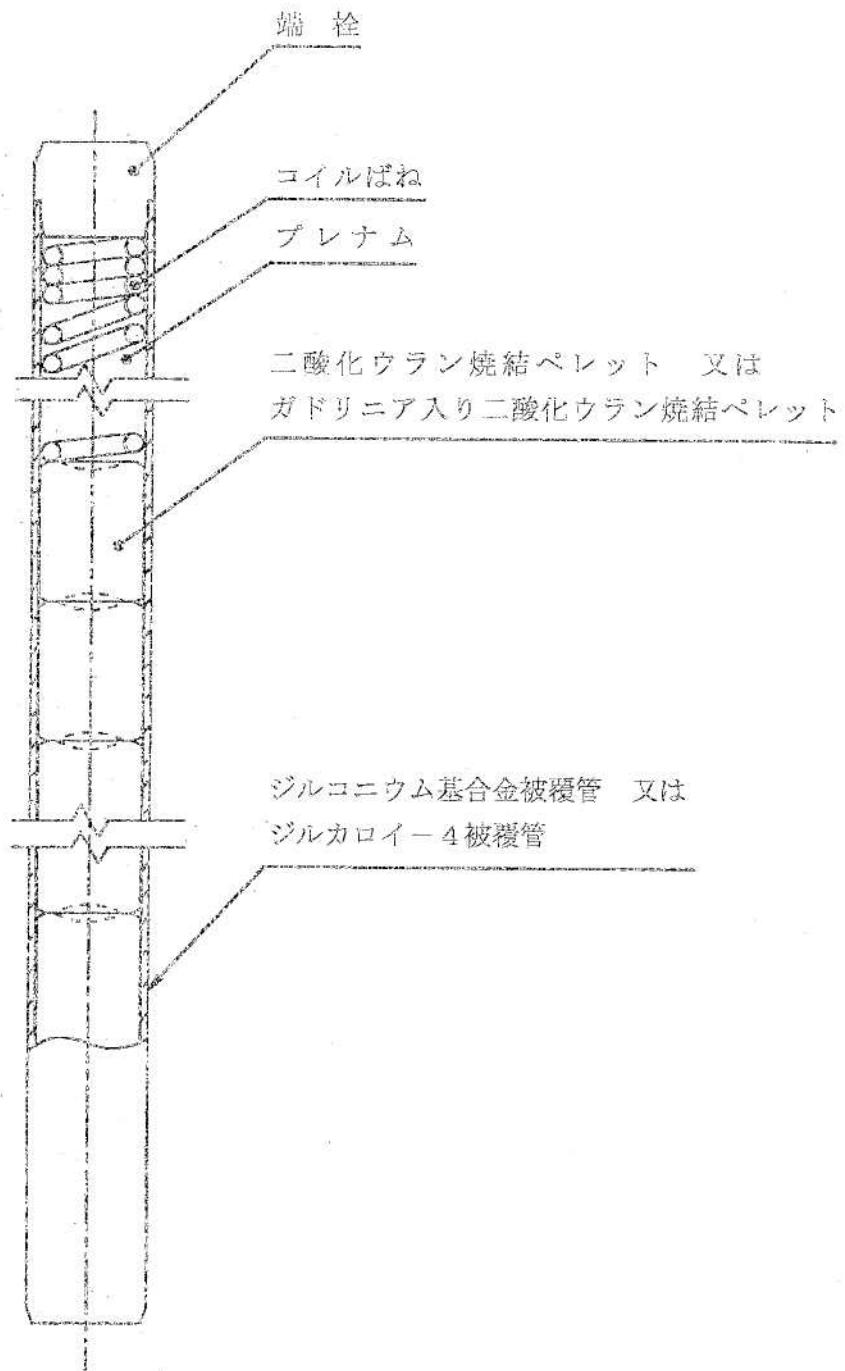 端 栓
コイルばね
プレナム
二酸化ウラン焼結ペレット 又は
ガドリニア入り二酸化ウラン焼結ペレット
ジルコニウム基合金被覆管 又は
ジルカロイー4被覆管